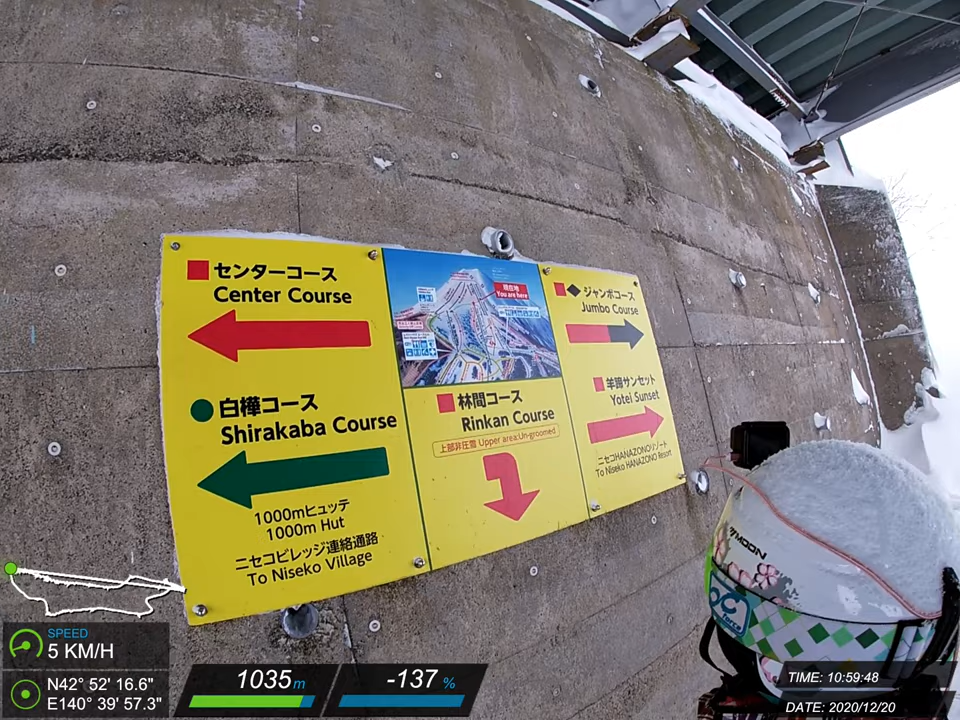 センターコース
Center Course
白樺コース
Shirakaba Course
1000mヒュッテ
1000m Hut
ニセコビレッジ連絡通路
To Niseko Village
現在地
You are here
林間コース
Rinkan Course
上部非圧雪 Upper area:Un-groomed
ジャンボコース
Jumbo Course
羊蹄サンセット
Yotei Sunset
ニセコHANAZONOリゾート
To Niseko HANAZONO Resort
MOON
SPEED
5 KM/H
N42° 52' 16.6"
E140° 39' 57.3"
1035 m
-137 %
TIME: 10:59:48
DATE: 2020/12/20